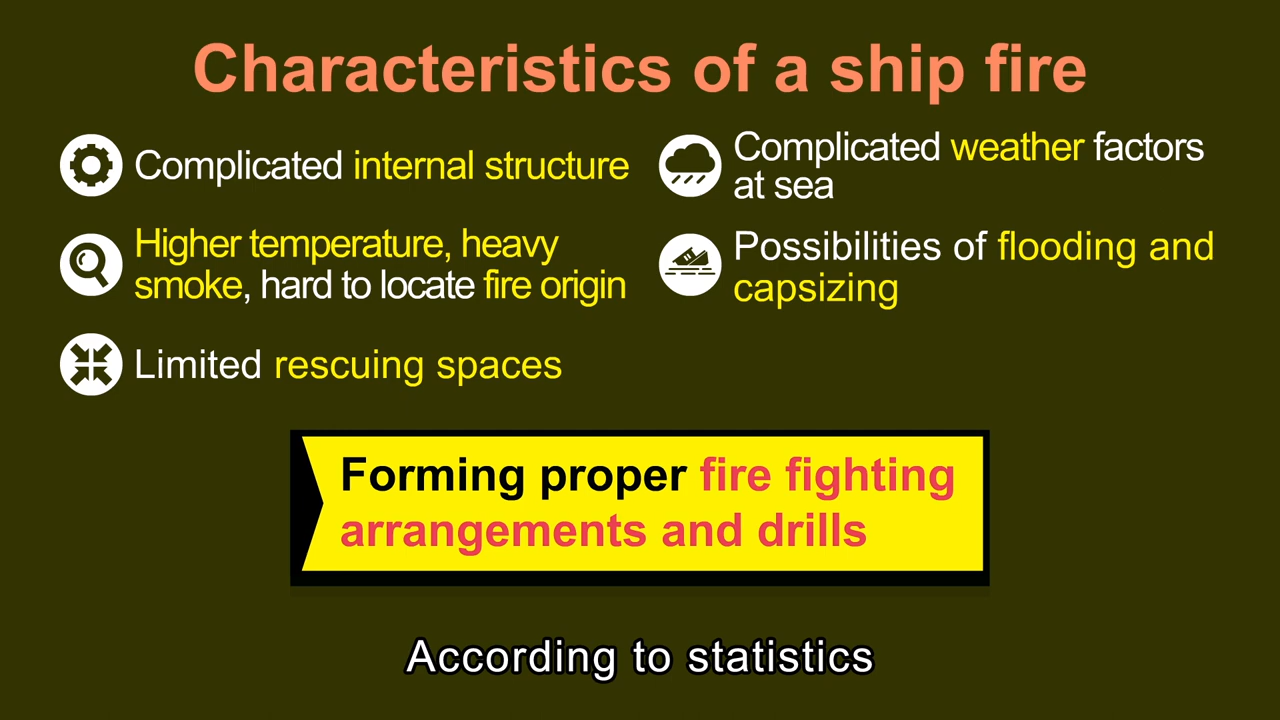 Characteristics of a ship fire
Complicated internal structure
Higher temperature, heavy
smoke, hard to locate fire origin
Limited rescuing spaces
Complicated weather factors
at sea
Possibilities of flooding and
capsizing
Forming proper fire fighting
arrangements and drills
According to statistics